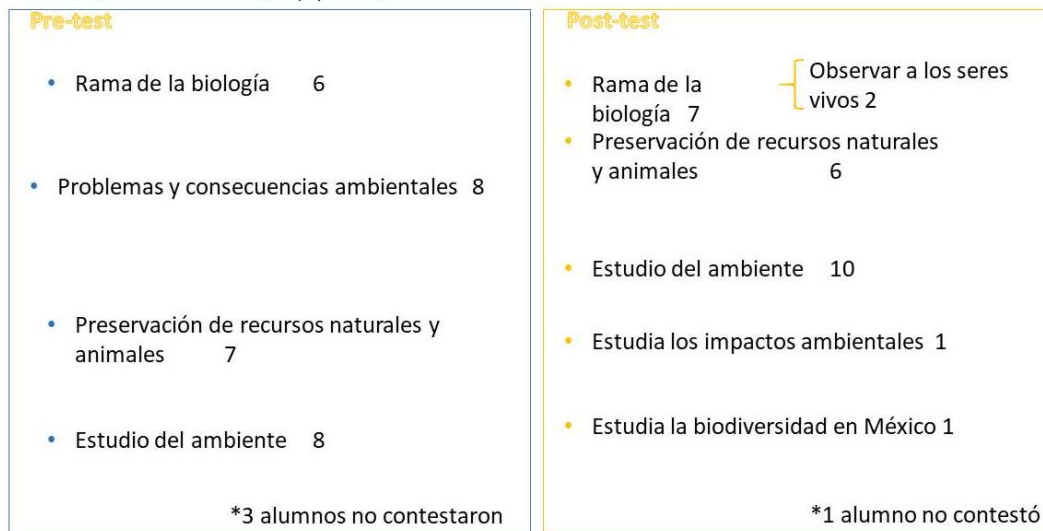 Pre-test
• Rama de la biología 6
• Problemas y consecuencias ambientales 8
• Preservación de recursos naturales y
animales 7
• Estudio del ambiente 8
*3 alumnos no contestaron
Post-test
• Rama de la
biología 7
Observar a los seres
vivos 2
• Preservación de recursos naturales
y animales 6
• Estudio del ambiente 10
• Estudia los impactos ambientales 1
• Estudia la biodiversidad en México 1
*1 alumno no contestó